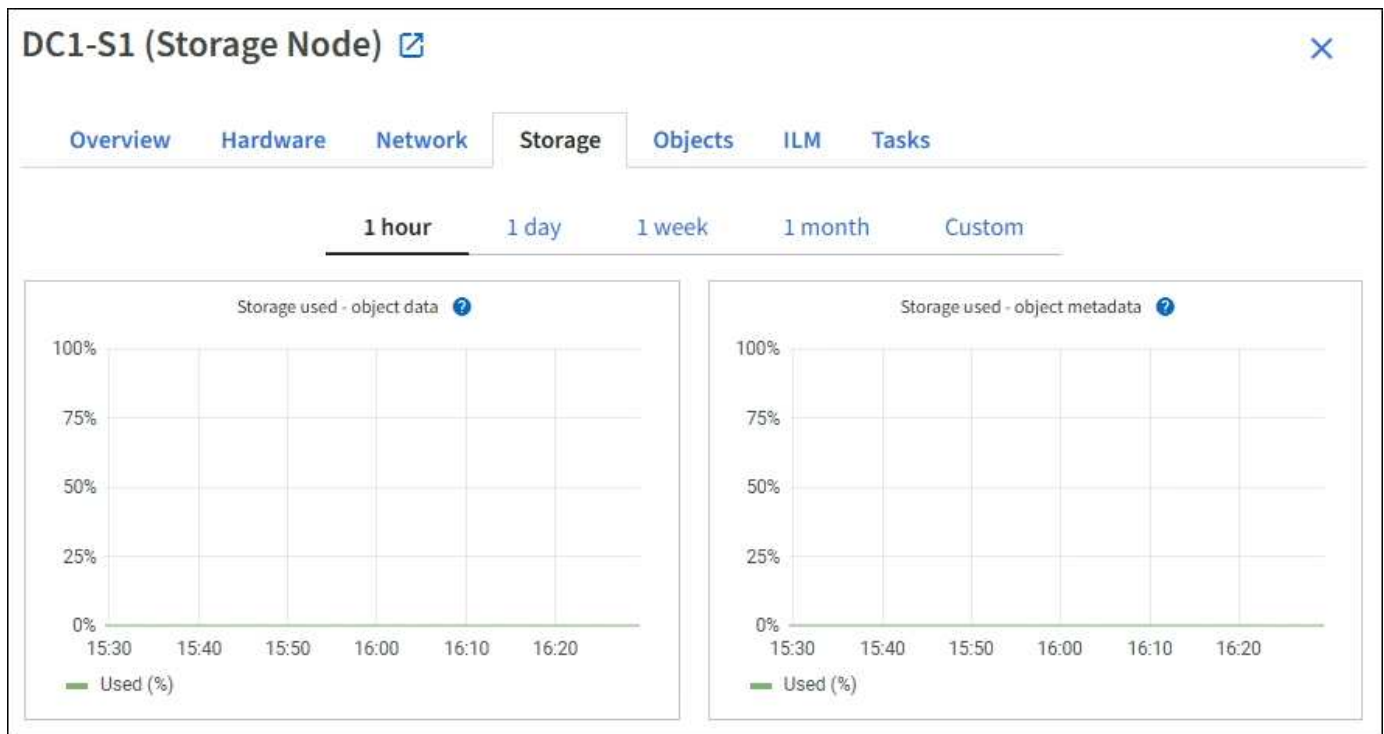 DC1-S1 (Storage Node)
Overview Hardware Network Storage Objects ILM Tasks
1 hour 1 day 1 week 1 month Custom
Storage used - object data ?
100%
75%
50%
25%
0%
15:30 15:40 15:50 16:00 16:10 16:20
Used (%)
Storage used - object metadata ?
100%
75%
50%
25%
0%
15:30 15:40 15:50 16:00 16:10 16:20
Used (%)